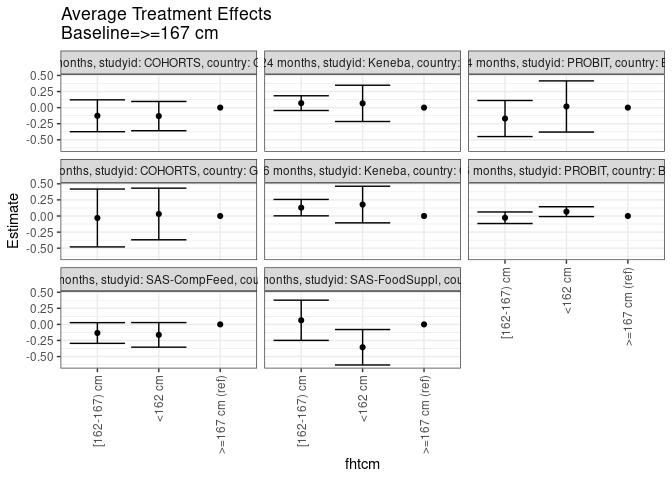 Average Treatment Effects
Baseline=>=167 cm
months, studyid: COHORTS, country: G
24 months, studyid: Keneba, country:
4 months, studyid: PROBIT, country: B
0.50
0.25
0.00
-0.25
-0.50
months, studyid: COHORTS, country: G
6 months, studyid: Keneba, country:
months, studyid: PROBIT, country: B
0.50
0.25
0.00
-0.25
-0.50
months, studyid: SAS-CompFeed, cou
months, studyid: SAS-FoodSuppl, cou
0.50
0.25
0.00
-0.25
-0.50
Estimate
[162-167) cm
<162 cm
>=167 cm (ref)
[162-167) cm
<162 cm
>=167 cm (ref)
[162-167) cm
<162 cm
>=167 cm (ref)
fhtcm